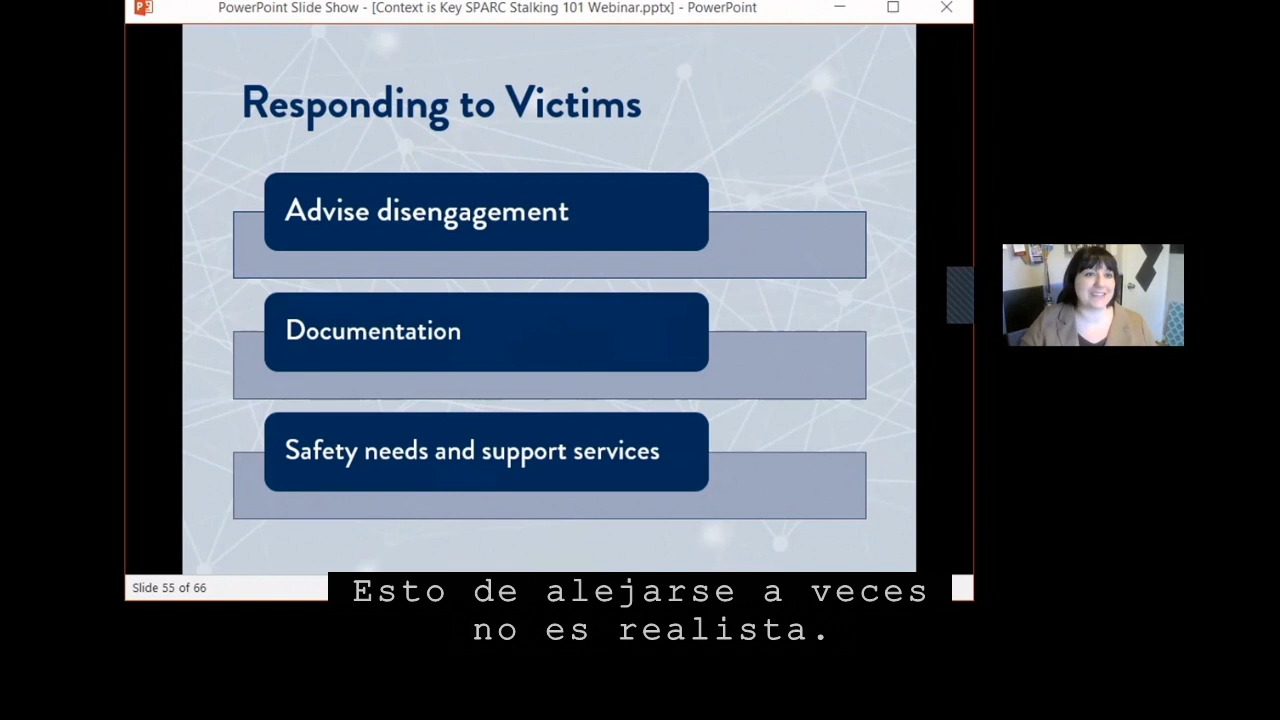 PowerPoint Slide Show - [Context is Key SPARC Stalking 101 Webinar.pptx] - PowerPoint
Responding to Victims
Advise disengagement
Documentation
Safety needs and support services
Slide 55 of 66
Esto de alejarse a veces
no es realista.